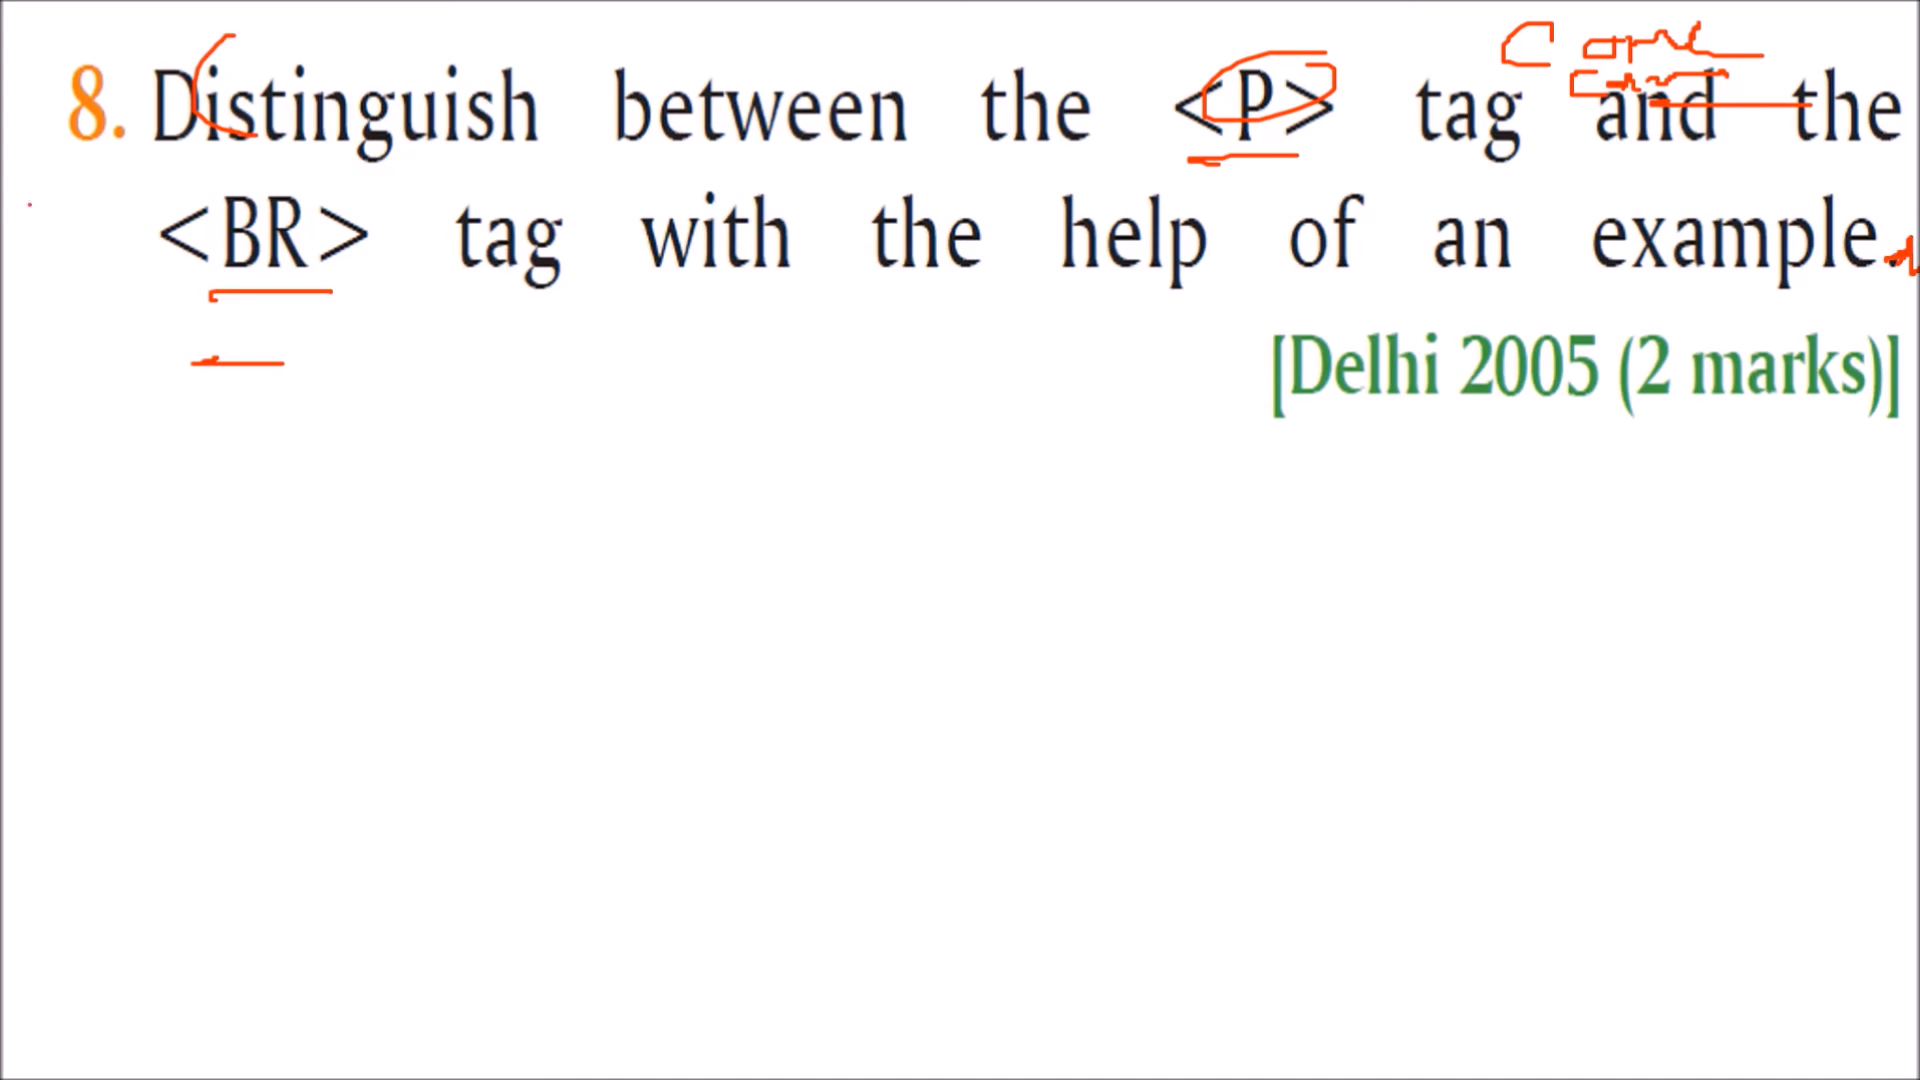 8. Distinguish between the <P> tag and the
<BR> tag with the help of an example.
[Delhi 2005 (2 marks)]